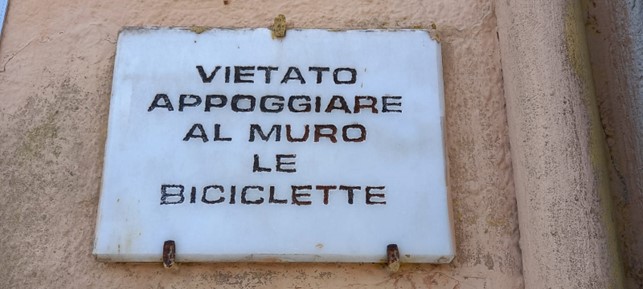 VIETATO
APPOGGIARE
AL MURO
LE
BICICLETTE